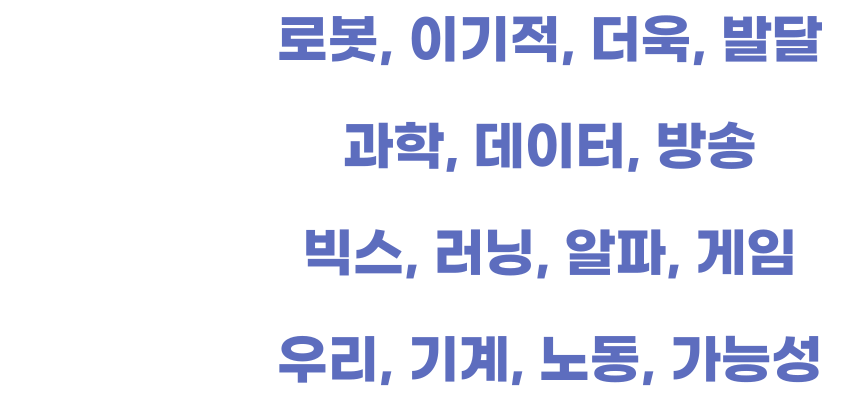 로봇, 이기적, 더욱, 발달
과학, 데이터, 방송
빅스, 러닝, 알파, 게임
우리, 기계, 노동, 가능성